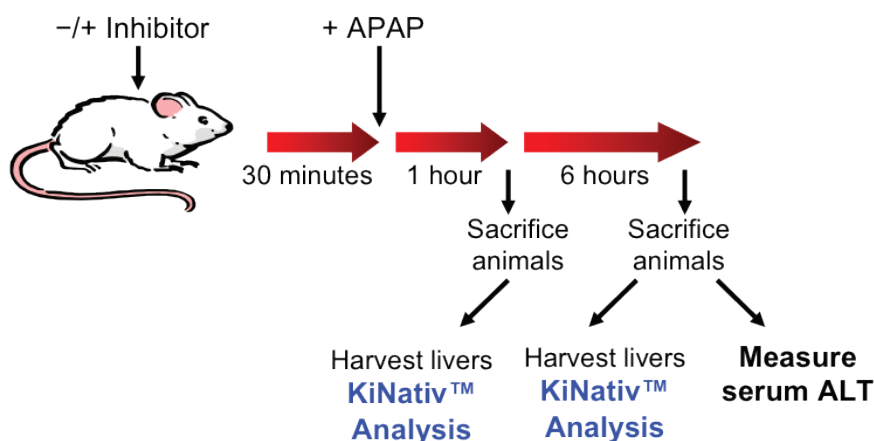 −/+ Inhibitor
+ APAP
30 minutes
1 hour
6 hours
Sacrifice
animals
Sacrifice
animals
Harvest livers
KiNativ™
Analysis
Harvest livers
KiNativ™
Analysis
Measure
serum ALT